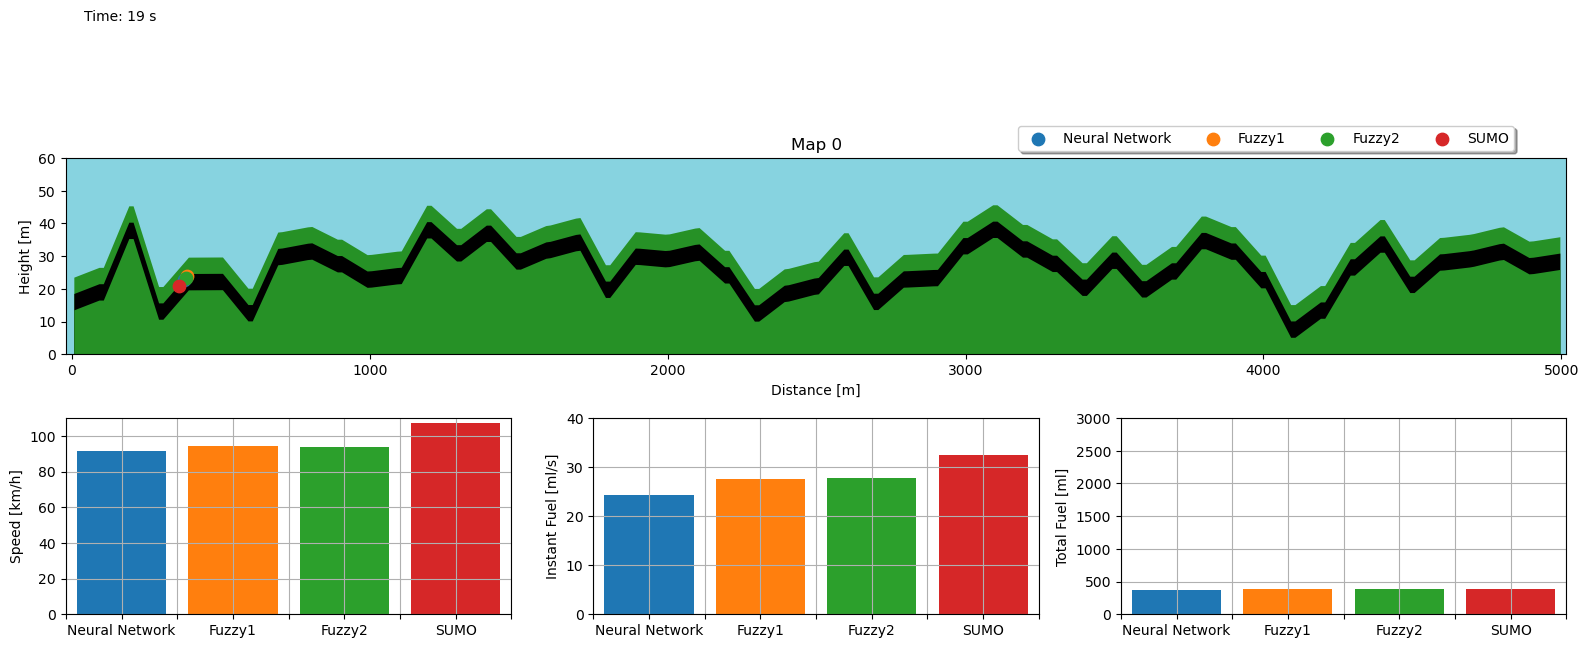 Time: 19 s
Map 0
Neural Network Fuzzy1 Fuzzy2 SUMO
Height [m]
60
50
40
30
20
10
0
0 1000 2000 3000 4000 5000
Distance [m]
Speed [km/h]
100
80
60
40
20
0
Neural Network Fuzzy1 Fuzzy2 SUMO
Instant Fuel [ml/s]
40
30
20
10
0
Neural Network Fuzzy1 Fuzzy2 SUMO
Total Fuel [ml]
3000
2500
2000
1500
1000
500
0
Neural Network Fuzzy1 Fuzzy2 SUMO